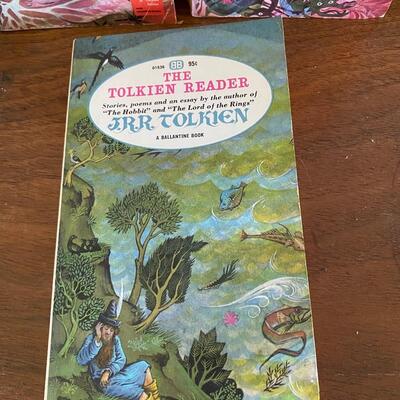 01536 BB 95¢
THE
TOLKIEN READER
Stories, poems and an essay by the author of
"The Hobbit" and "The Lord of the Rings"
J.R.R. TOLKIEN
A BALLANTINE BOOK